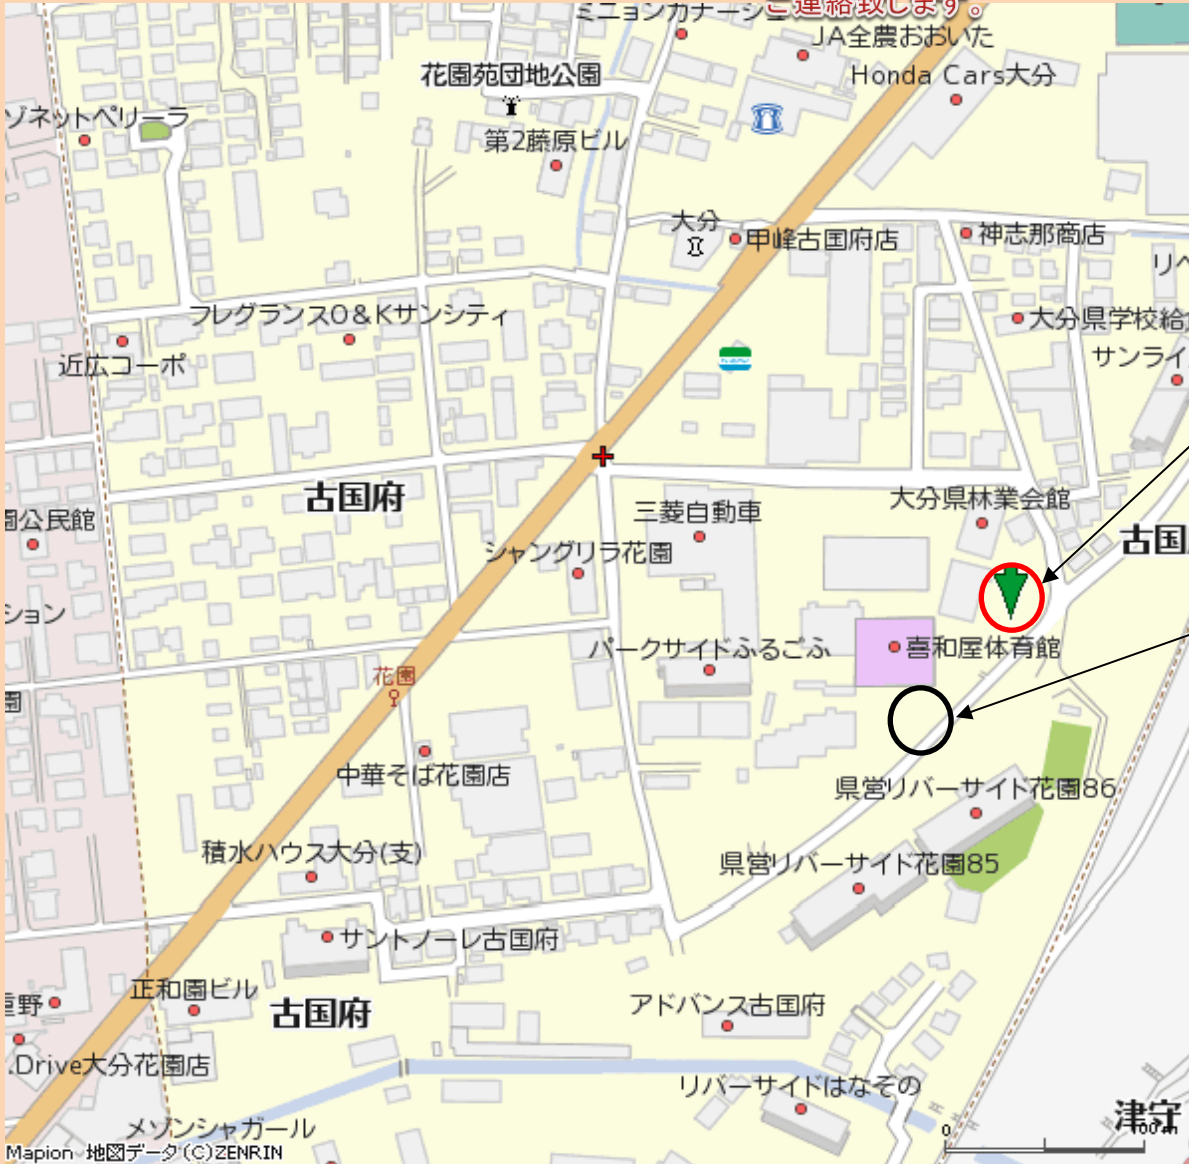 ミニョンガナーシュ
ご連絡致します。
JA全農おおいた
花園苑団地公園
Honda Cars大分
ゾネットペリーラ
第2藤原ビル
大分
甲峰古国府店
神志那商店
リベ
フレグランスO&Kサンシティ
大分県学校給
近広コーポ
サンライ
古国府
大分県林業会館
園公民館
三菱自動車
シャングリラ花園
古国
ション
パークサイドふるごふ
喜和屋体育館
花園
園
中華そば花園店
県営リバーサイド花園86
積水ハウス大分(支)
県営リバーサイド花園85
サントノーレ古国府
正和園ビル
重野
古国府
アドバンス古国府
.Drive大分花園店
リバーサイドはなぞの
メゾンシャガール
津守
0
100m
Mapion 地図データ(C)ZENRIN